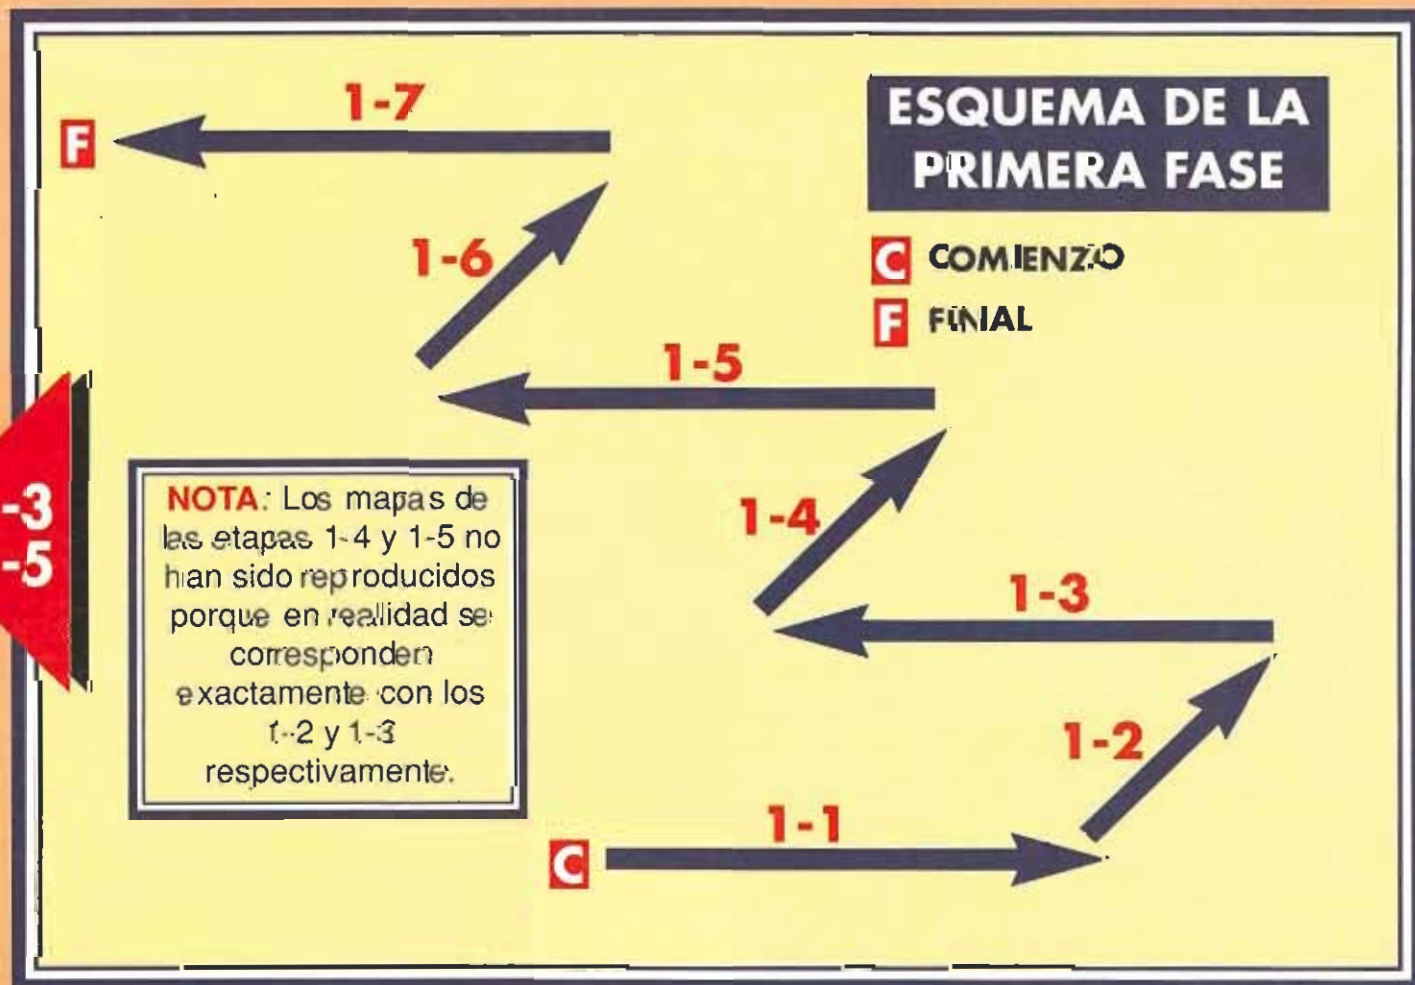 ESQUEMA DE LA
PRIMERA FASE
C COMIENZO
F FINAL
F
1-7
1-6
1-5
1-4
1-3
1-2
1-1
C
-3
-5
NOTA: Los mapas de
las etapas 1-4 y 1-5 no
han sido reproducidos
porque en realidad se
corresponden
exactamente con los
1-2 y 1-3
respectivamente.